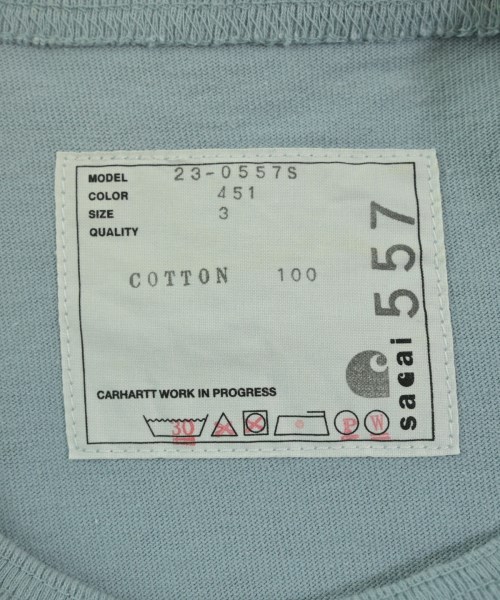 MODEL 23-0557S
COLOR 451
SIZE 3
QUALITY
COTTON 100
CARHARTT WORK IN PROGRESS
30
P W
sacai 557